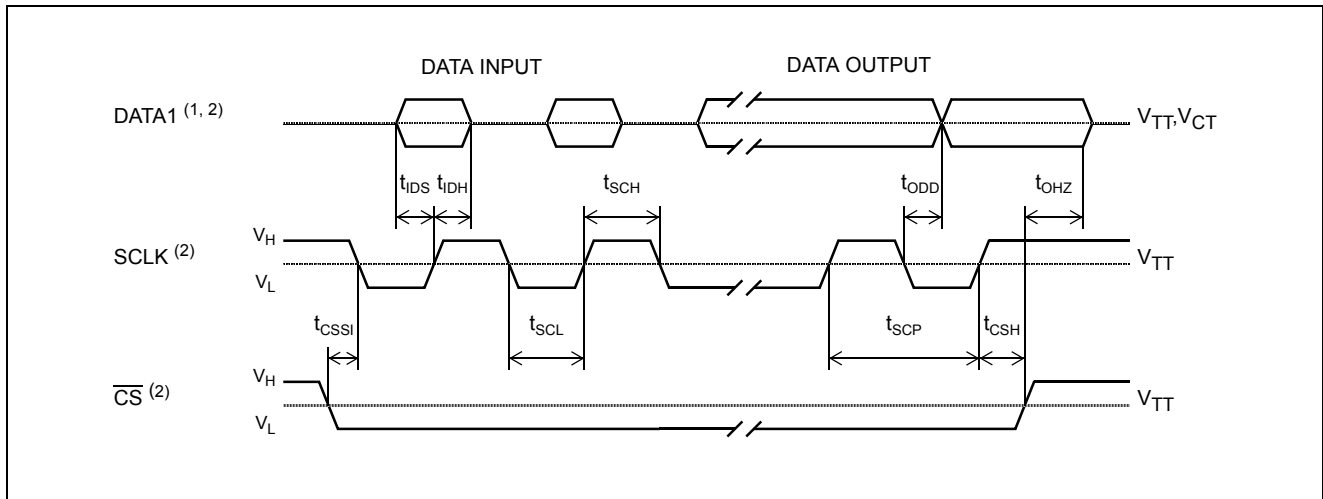 DATA INPUT DATA OUTPUT
DATA1 (1, 2) VTT,VCT
tIDS tIDH tSCH tODD tOHZ
VH
SCLK (2) VTT
VL
tCSSI tSCL tSCP tCSH
VH
CS (2) VTT
VL